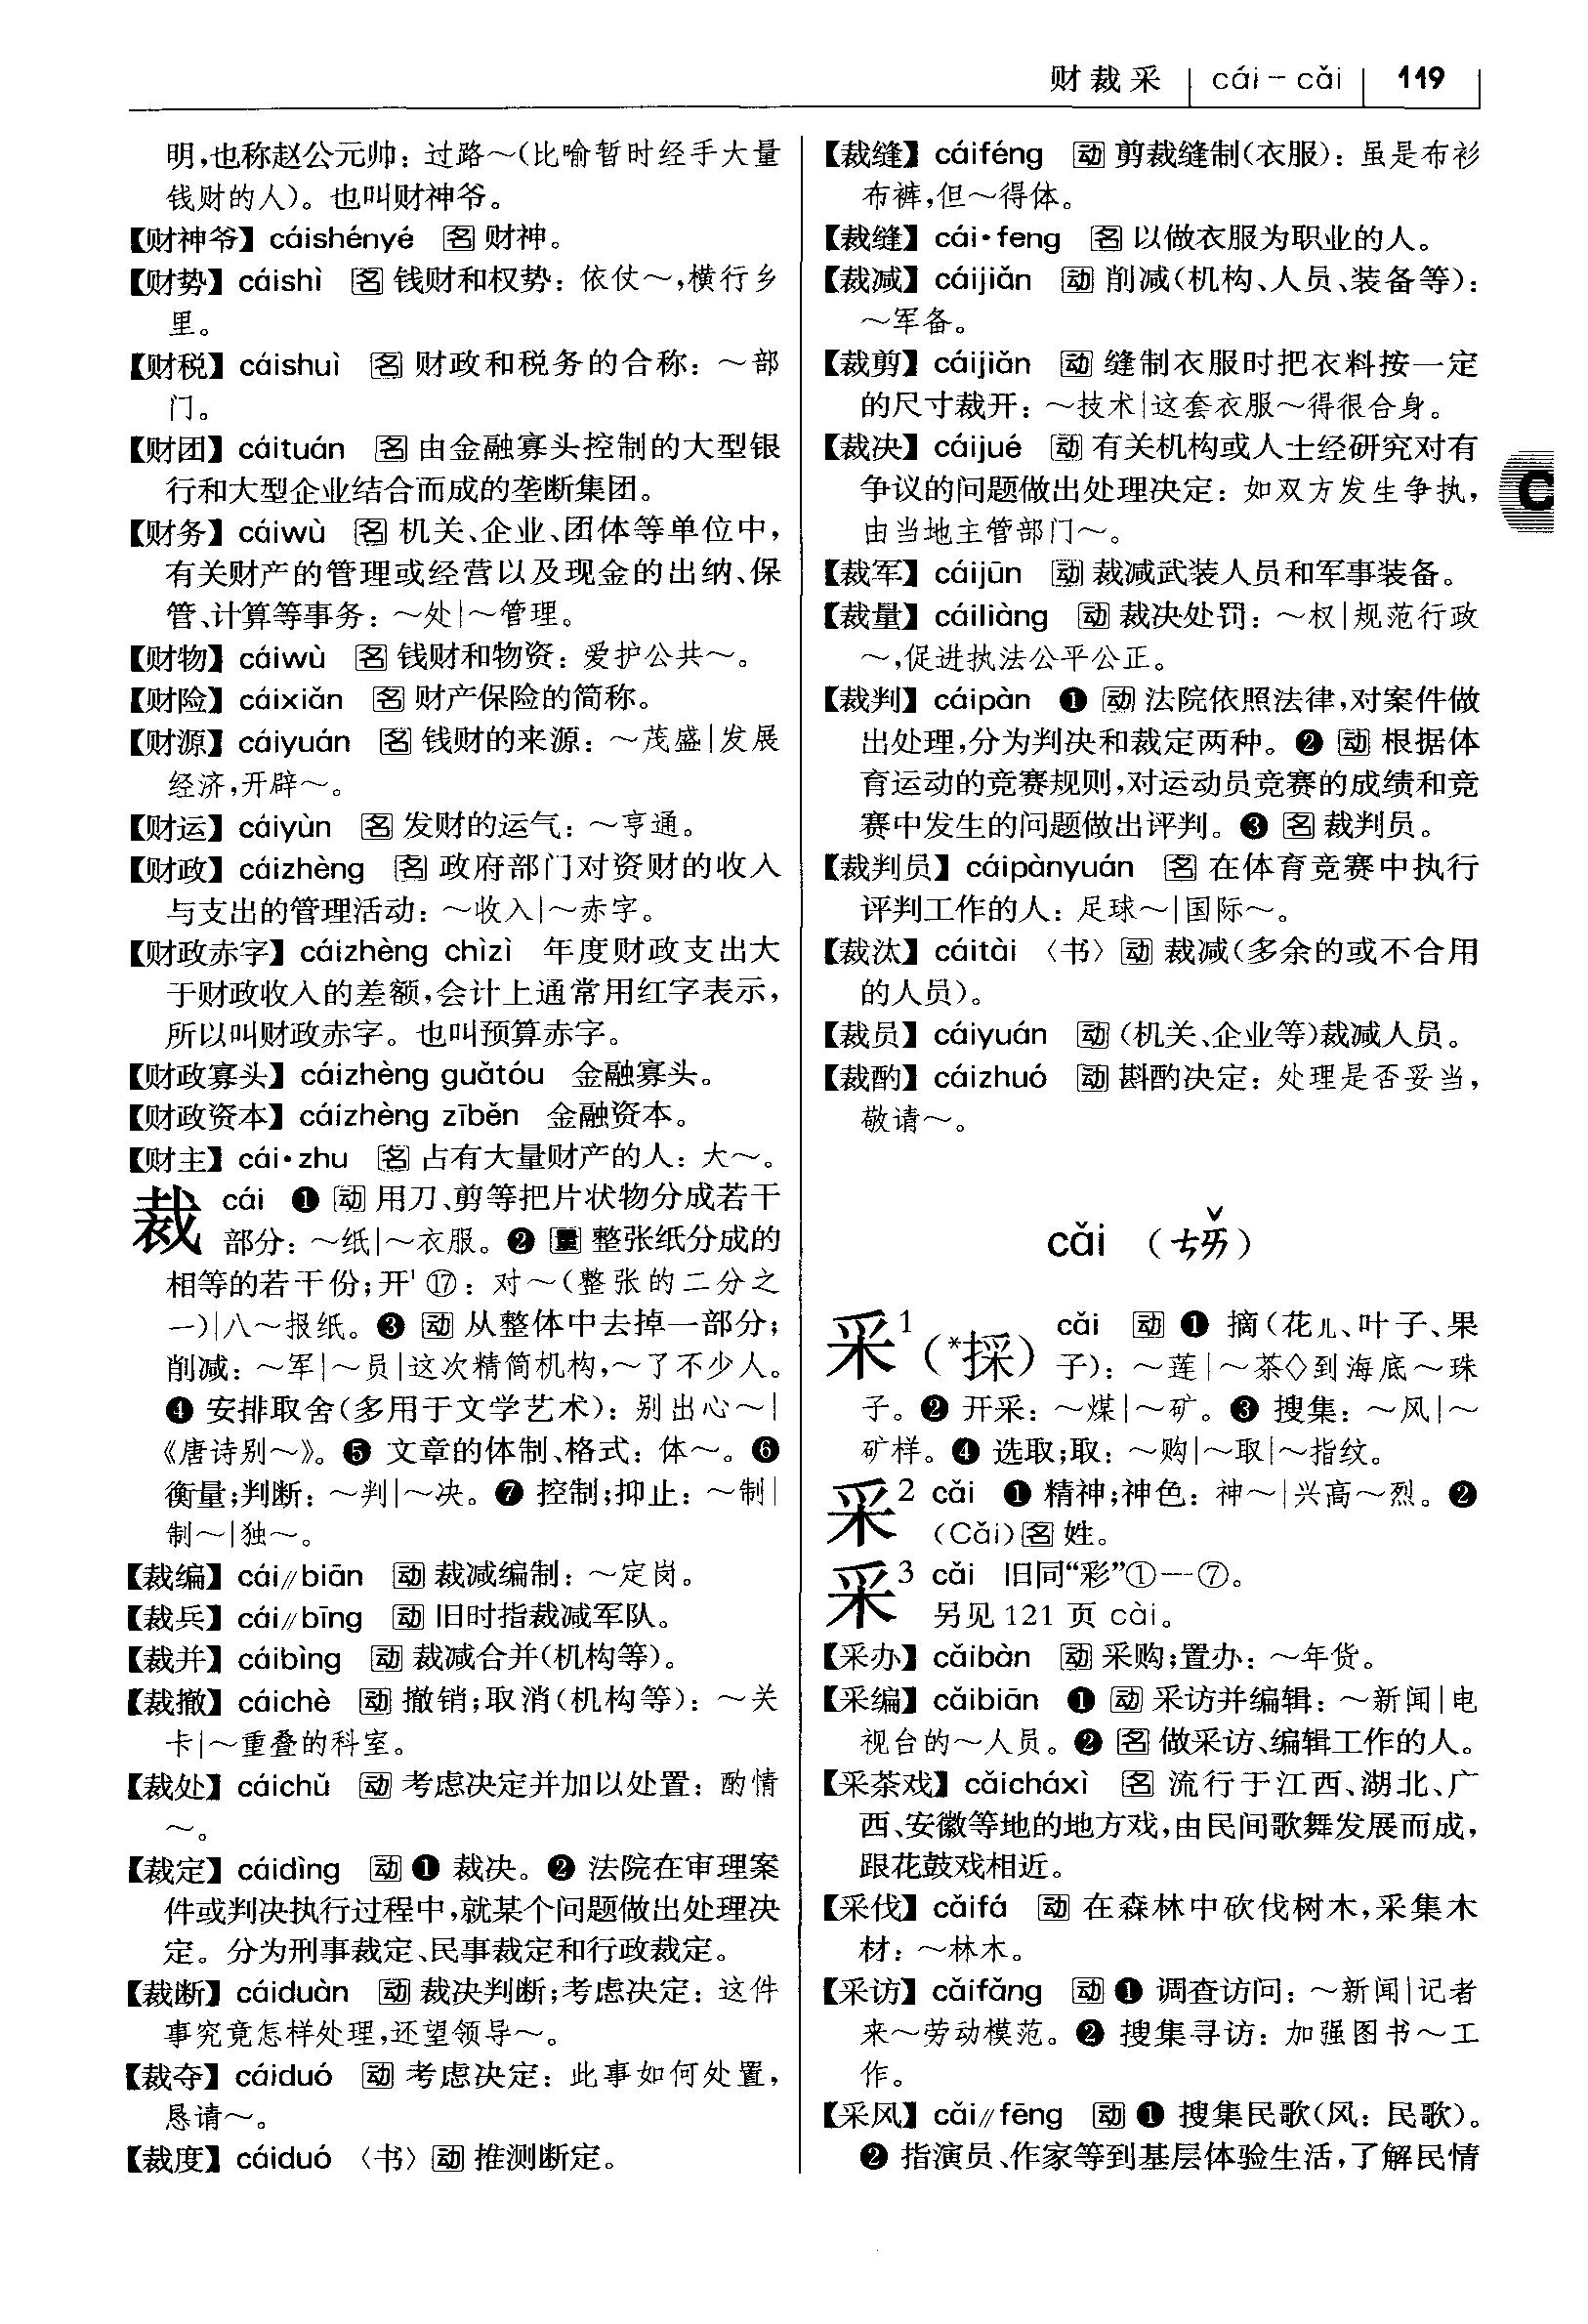 财裁采 | cái－cǎi | 119
明,也称赵公元帅：过路～(比喻暂时经手大量
钱财的人)。也叫财神爷。
【财神爷】cáishényé 名 财神。
【财势】cáishì 名 钱财和权势：依仗～,横行乡
里。
【财税】cáishuì 名 财政和税务的合称：～部
门。
【财团】cáituán 名 由金融寡头控制的大型银
行和大型企业结合而成的垄断集团。
【财务】cáiwù 名 机关、企业、团体等单位中,
有关财产的管理或经营以及现金的出纳、保
管、计算等事务：～处|～管理。
【财物】cáiwù 名 钱财和物资：爱护公共～。
【财险】cáixiǎn 名 财产保险的简称。
【财源】cáiyuán 名 钱财的来源：～茂盛|发展
经济,开辟～。
【财运】cáiyùn 名 发财的运气：～亨通。
【财政】cáizhèng 名 政府部门对资财的收入
与支出的管理活动：～收入|～赤字。
【财政赤字】cáizhèng chìzì 年度财政支出大
于财政收入的差额,会计上通常用红字表示,
所以叫财政赤字。也叫预算赤字。
【财政寡头】cáizhèng guǎtóu 金融寡头。
【财政资本】cáizhèng zīběn 金融资本。
【财主】cái·zhu 名 占有大量财产的人：大～。
裁 cái ❶ 动 用刀、剪等把片状物分成若干
部分：～纸|～衣服。❷ 量 整张纸分成的
相等的若干份;开¹ ⑰：对～(整张的二分之
一)|八～报纸。❸ 动 从整体中去掉一部分;
削减：～军|～员|这次精简机构,～了不少人。
❹ 安排取舍(多用于文学艺术)：别出心～|
《唐诗别～》。❺ 文章的体制、格式：体～。❻
衡量;判断：～判|～决。❼ 控制;抑止：～制|
制～|独～。
【裁编】cái//biān 动 裁减编制：～定岗。
【裁兵】cái//bīng 动 旧时指裁减军队。
【裁并】cáibìng 动 裁减合并(机构等)。
【裁撤】cáichè 动 撤销;取消(机构等)：～关
卡|～重叠的科室。
【裁处】cáichǔ 动 考虑决定并加以处置：酌情
～。
【裁定】cáidìng 动 ❶ 裁决。❷ 法院在审理案
件或判决执行过程中,就某个问题做出处理决
定。分为刑事裁定、民事裁定和行政裁定。
【裁断】cáiduàn 动 裁决判断;考虑决定：这件
事究竟怎样处理,还望领导～。
【裁夺】cáiduó 动 考虑决定：此事如何处置,
恳请～。
【裁度】cáiduó 〈书〉动 推测断定。
【裁缝】cáiféng 动 剪裁缝制(衣服)：虽是布衫
布裤,但～得体。
【裁缝】cái·feng 名 以做衣服为职业的人。
【裁减】cáijiǎn 动 削减(机构、人员、装备等)：
～军备。
【裁剪】cáijiǎn 动 缝制衣服时把衣料按一定
的尺寸裁开：～技术|这套衣服～得很合身。
【裁决】cáijué 动 有关机构或人士经研究对有
争议的问题做出处理决定：如双方发生争执,
由当地主管部门～。
C
【裁军】cáijūn 动 裁减武装人员和军事装备。
【裁量】cáiliàng 动 裁决处罚：～权|规范行政
～,促进执法公平公正。
【裁判】cáipàn ❶ 动 法院依照法律,对案件做
出处理,分为判决和裁定两种。❷ 动 根据体
育运动的竞赛规则,对运动员竞赛的成绩和竞
赛中发生的问题做出评判。❸ 名 裁判员。
【裁判员】cáipànyuán 名 在体育竞赛中执行
评判工作的人：足球～|国际～。
【裁汰】cáitài 〈书〉动 裁减(多余的或不合用
的人员)。
【裁员】cáiyuán 动 (机关、企业等)裁减人员。
【裁酌】cáizhuó 动 斟酌决定：处理是否妥当,
敬请～。
cǎi (ㄘㄞˇ)
采¹(*採) cǎi 动 ❶ 摘(花儿、叶子、果
子)：～莲|～茶◇到海底～珠
子。❷ 开采：～煤|～矿。❸ 搜集：～风|～
矿样。❹ 选取;取：～购|～取|～指纹。
采² cǎi ❶ 精神;神色：神～|兴高～烈。❷
(Cǎi)名 姓。
采³ cǎi 旧同“彩”①—⑦。
另见 121 页 cài。
【采办】cǎibàn 动 采购;置办：～年货。
【采编】cǎibiān ❶ 动 采访并编辑：～新闻|电
视台的～人员。❷ 名 做采访、编辑工作的人。
【采茶戏】cǎicháxì 名 流行于江西、湖北、广
西、安徽等地的地方戏,由民间歌舞发展而成,
跟花鼓戏相近。
【采伐】cǎifá 动 在森林中砍伐树木,采集木
材：～林木。
【采访】cǎifǎng 动 ❶ 调查访问：～新闻|记者
来～劳动模范。❷ 搜集寻访：加强图书～工
作。
【采风】cǎi//fēng 动 ❶ 搜集民歌(风：民歌)。
❷ 指演员、作家等到基层体验生活,了解民情